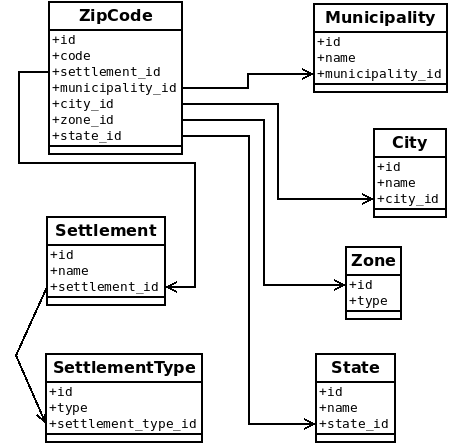 ZipCode
+id
+code
+settlement_id
+municipality_id
+city_id
+zone_id
+state_id
Municipality
+id
+name
+municipality_id
City
+id
+name
+city_id
Settlement
+id
+name
+settlement_id
Zone
+id
+type
SettlementType
+id
+type
+settlement_type_id
State
+id
+name
+state_id